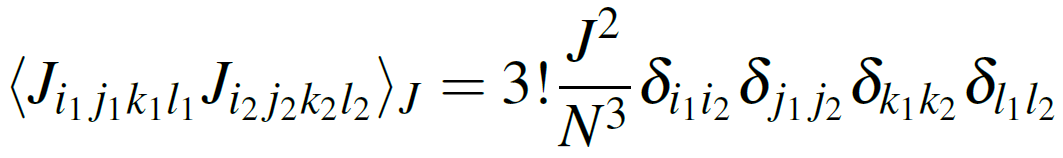 ⟨J_{i_1 j_1 k_1 l_1} J_{i_2 j_2 k_2 l_2}⟩_J = 3! \frac{J^2}{N^3} δ_{i_1 i_2} δ_{j_1 j_2} δ_{k_1 k_2} δ_{l_1 l_2}